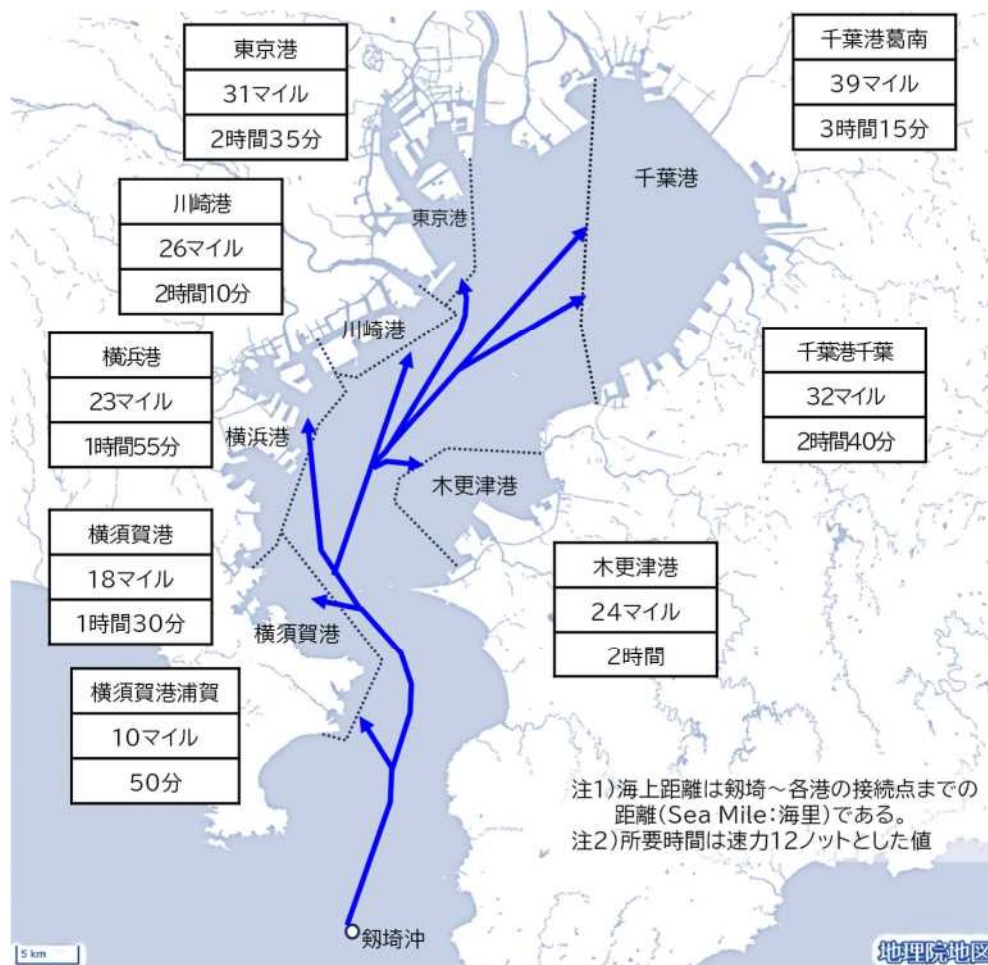 東京港
31マイル
2時間35分
千葉港葛南
39マイル
3時間15分
川崎港
26マイル
2時間10分
千葉港
東京港
川崎港
横浜港
23マイル
1時間55分
千葉港千葉
32マイル
2時間40分
横浜港
木更津港
横須賀港
18マイル
1時間30分
木更津港
24マイル
2時間
横須賀港
横須賀港浦賀
10マイル
50分
注1)海上距離は剱埼～各港の接続点までの
距離(Sea Mile:海里)である。
注2)所要時間は速力12ノットとした値
剱埼沖
5 km
地理院地図